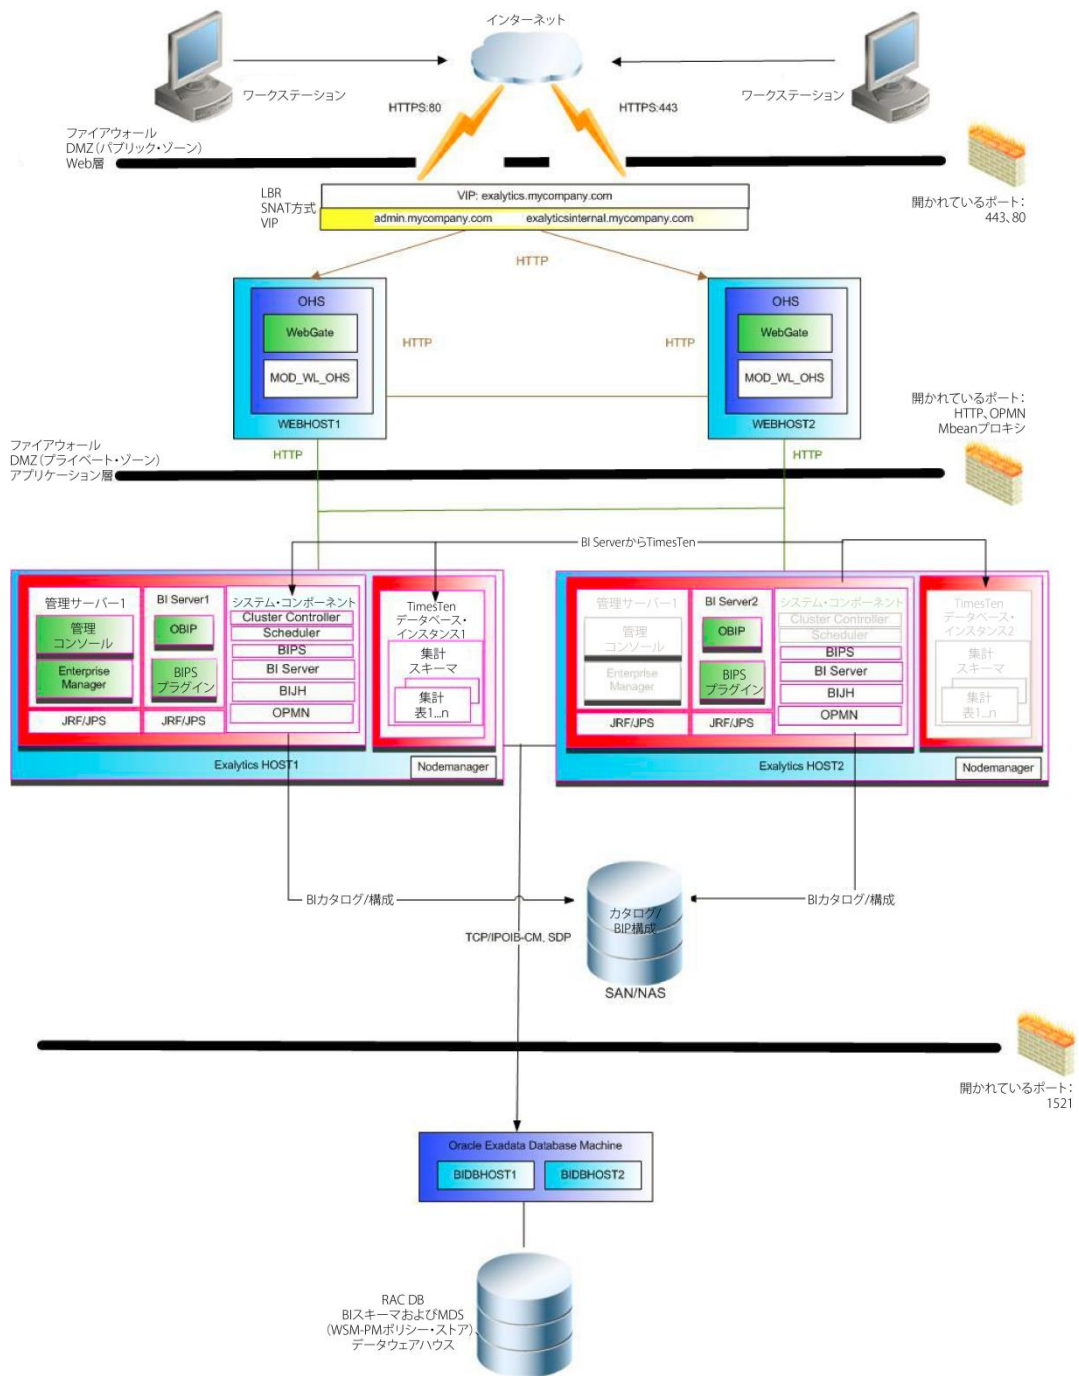 インターネット
ワークステーション
ワークステーション
HTTPS:80
HTTPS:443
ファイアウォール
DMZ(パブリック・ゾーン)
Web層
LBR
SNAT方式
VIP
VIP: exalytics.mycompany.com
admin.mycompany.com
exalyticsinternal.mycompany.com
開かれているポート:
443、80
HTTP
OHS
WebGate
MOD_WL_OHS
WEBHOST1
HTTP
HTTP
OHS
WebGate
MOD_WL_OHS
WEBHOST2
開かれているポート:
HTTP、OPMN
Mbeanプロキシ
ファイアウォール
DMZ(プライベート・ゾーン)
アプリケーション層
HTTP
HTTP
BI ServerからTimesTen
管理サーバー1
管理
コンソール
Enterprise
Manager
JRF/JPS
BI Server1
OBIP
BIPS
プラグイン
JRF/JPS
システム・コンポーネント
Cluster Controller
Scheduler
BIPS
BI Server
BIJH
OPMN
TimesTen
データベース・
インスタンス1
集計
スキーマ
集計
表1...n
Exalytics HOST1
Nodemanager
管理サーバー1
管理
コンソール
Enterprise
Manager
JRF/JPS
BI Server2
OBIP
BIPS
プラグイン
JRF/JPS
システム・コンポーネント
Cluster Controller
Scheduler
BIPS
BI Server
BIJH
OPMN
TimesTen
データベース・
インスタンス2
集計
スキーマ
集計
表1...n
Exalytics HOST2
Nodemanager
BIカタログ/構成
カタログ/
BIP構成
BIカタログ/構成
TCP/IPOIB-CM, SDP
SAN/NAS
開かれているポート:
1521
Oracle Exadata Database Machine
BIDBHOST1
BIDBHOST2
RAC DB
BIスキーマおよびMDS
(WSM-PMポリシー・ストア)、
データウェアハウス